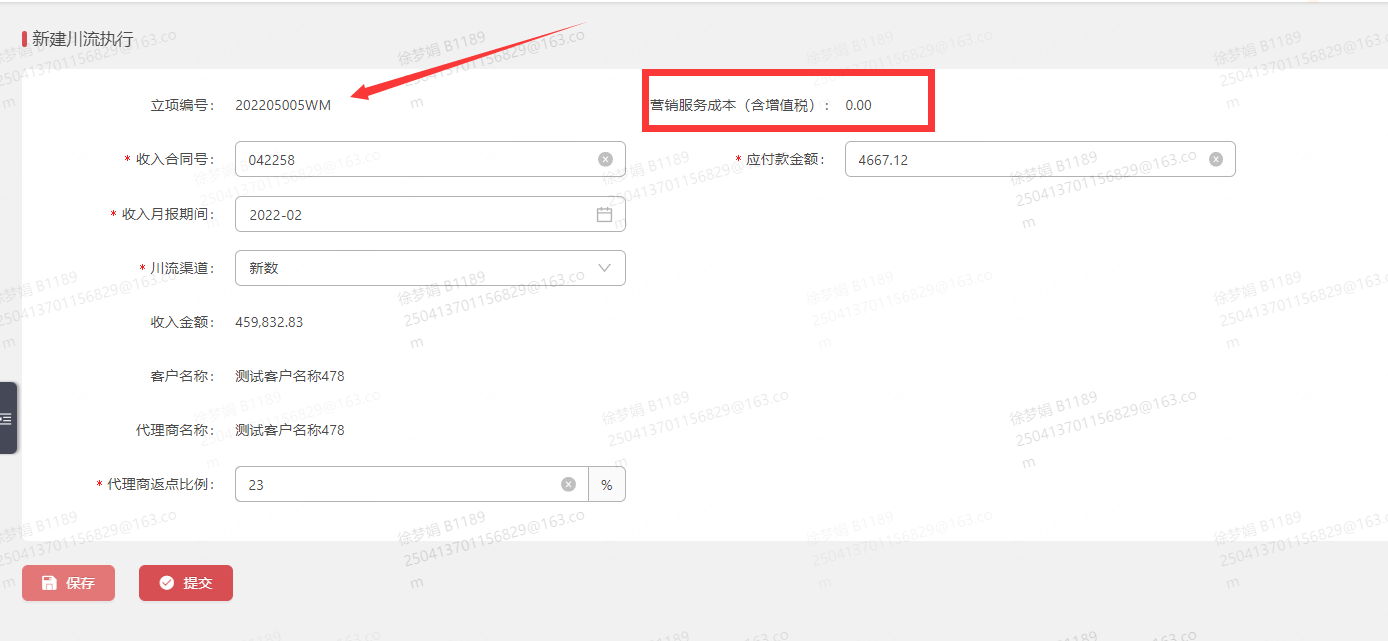 新建川流执行
立项编号： 202205005WM
营销服务成本（含增值税）： 0.00
* 收入合同号： 042258
* 应付款金额： 4667.12
* 收入月报期间： 2022-02
* 川流渠道： 新数
收入金额： 459,832.83
客户名称： 测试客户名称478
代理商名称： 测试客户名称478
* 代理商返点比例： 23 %
保存
提交
徐梦娟 B1189
250413701156829@163.co
m